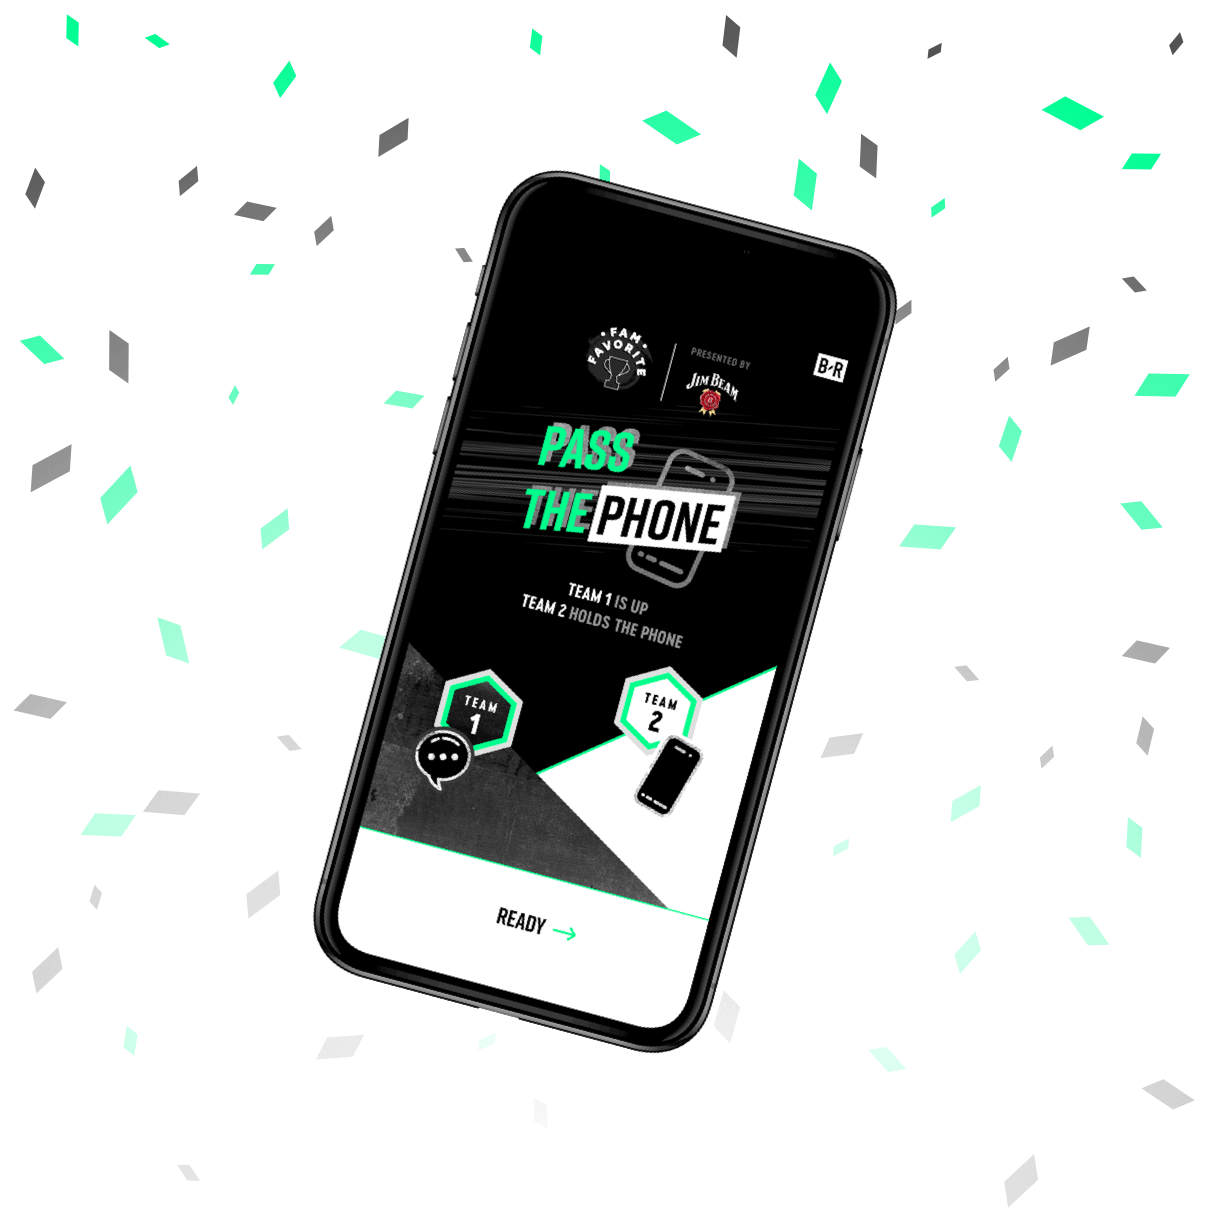 • FAM •
FAVORITE
PRESENTED BY
JIM BEAM
B-R
PASS
THE PHONE
TEAM 1 IS UP
TEAM 2 HOLDS THE PHONE
TEAM
1
TEAM
2
READY →